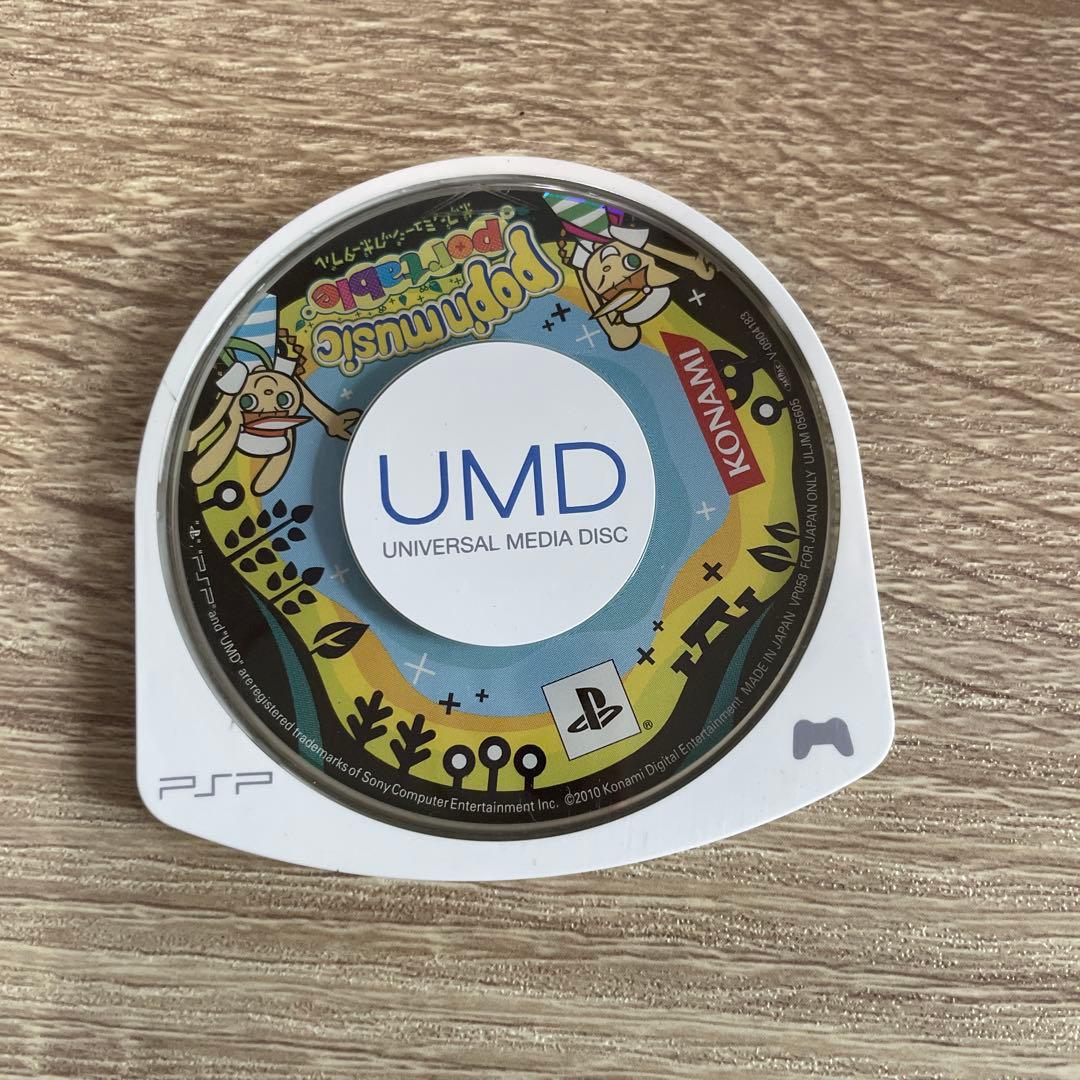 pop'n music
portable
ポップンミュージックポータブル
KONAMI
UMD
UNIVERSAL MEDIA DISC
PSP and "UMD" are registered trademarks of Sony Computer Entertainment Inc. ©2010 Konami Digital Entertainment MADE IN JAPAN VP058 FOR JAPAN ONLY ULJM 05605
V-0904183
®
PSP